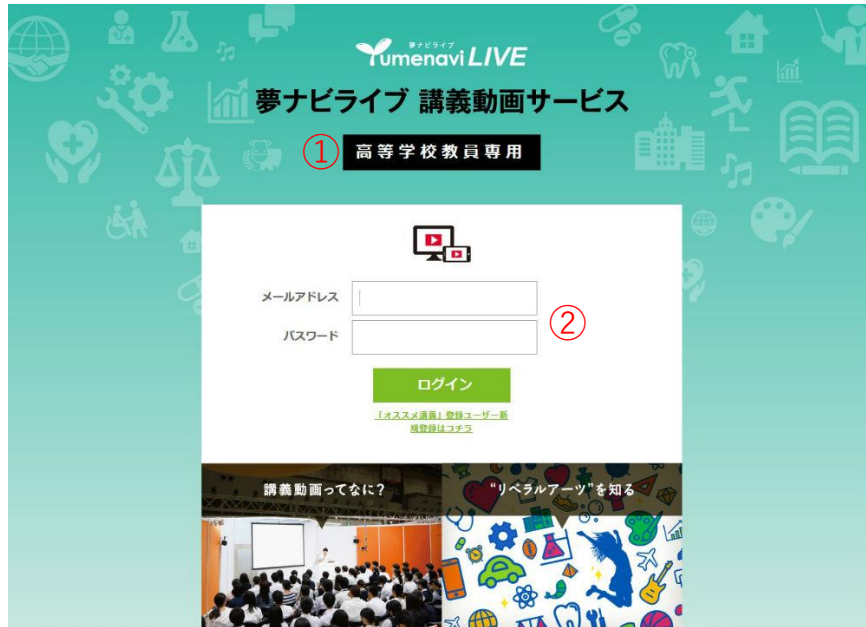 夢ナビライブ
Yumenavi LIVE
夢ナビライブ 講義動画サービス
① 高等学校教員専用
メールアドレス
②
パスワード
ログイン
「オススメ講義」登録ユーザー新
規登録はコチラ
講義動画ってなに?
“リベラルアーツ”を知る